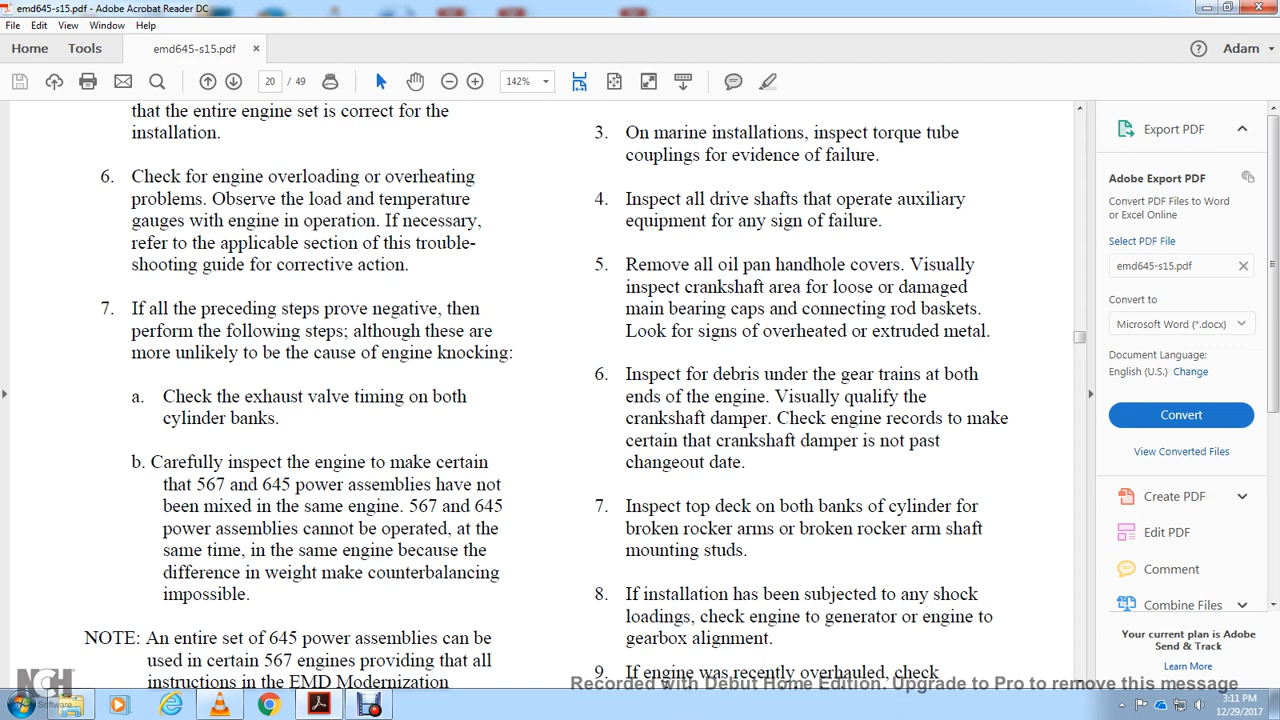 emd645-s15.pdf - Adobe Acrobat Reader DC
File Edit View Window Help
Home Tools emd645-s15.pdf × Adam
20 / 49 142%
that the entire engine set is correct for the
installation.
6. Check for engine overloading or overheating
problems. Observe the load and temperature
gauges with engine in operation. If necessary,
refer to the applicable section of this trouble-
shooting guide for corrective action.
7. If all the preceding steps prove negative, then
perform the following steps; although these are
more unlikely to be the cause of engine knocking:
a. Check the exhaust valve timing on both
cylinder banks.
b. Carefully inspect the engine to make certain
that 567 and 645 power assemblies have not
been mixed in the same engine. 567 and 645
power assemblies cannot be operated, at the
same time, in the same engine because the
difference in weight make counterbalancing
impossible.
NOTE: An entire set of 645 power assemblies can be
used in certain 567 engines providing that all
instructions in the EMD Modernization
3. On marine installations, inspect torque tube
couplings for evidence of failure.
4. Inspect all drive shafts that operate auxiliary
equipment for any sign of failure.
5. Remove all oil pan handhole covers. Visually
inspect crankshaft area for loose or damaged
main bearing caps and connecting rod baskets.
Look for signs of overheated or extruded metal.
6. Inspect for debris under the gear trains at both
ends of the engine. Visually qualify the
crankshaft damper. Check engine records to make
certain that crankshaft damper is not past
changeout date.
7. Inspect top deck on both banks of cylinder for
broken rocker arms or broken rocker arm shaft
mounting studs.
8. If installation has been subjected to any shock
loadings, check engine to generator or engine to
gearbox alignment.
9. If engine was recently overhauled, check
Export PDF
Adobe Export PDF
Convert PDF Files to Word
or Excel Online
Select PDF File
emd645-s15.pdf
Convert to
Microsoft Word (*.docx)
Document Language:
English (U.S.) Change
Convert
View Converted Files
Create PDF
Edit PDF
Comment
Combine Files
Your current plan is Adobe
Send & Track
Learn More
NCH
Software
Recorded with Debut Home Edition. Upgrade to Pro to remove this message
3:11 PM
12/29/2017